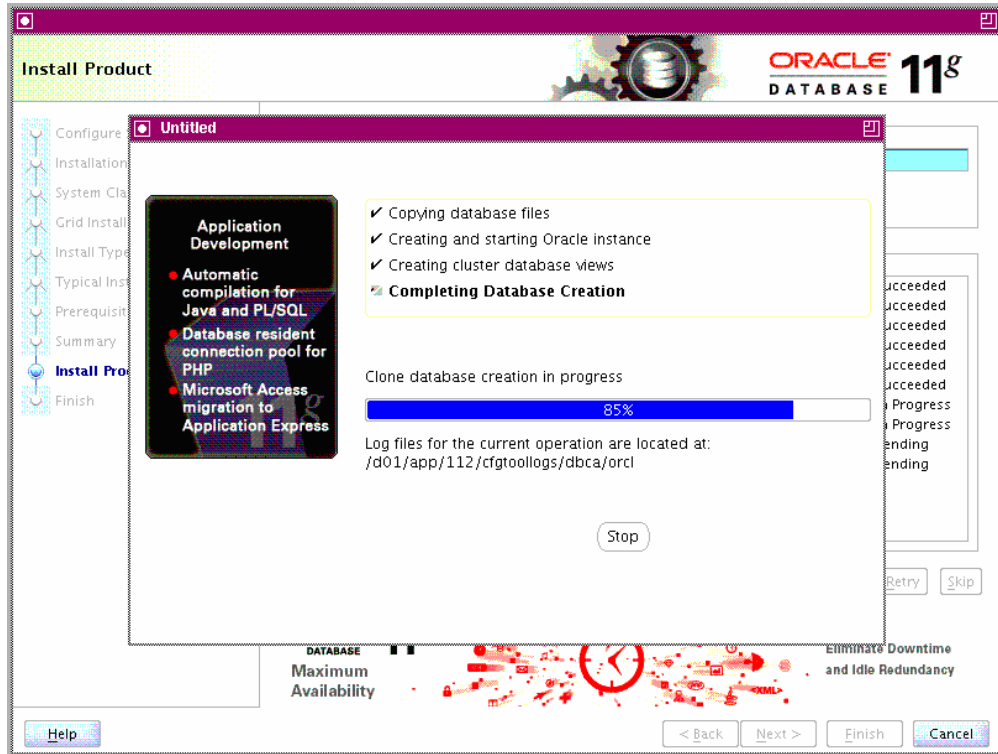 Install Product
ORACLE
DATABASE
11g
Configure
Installation
System Cla
Grid Install
Install Type
Typical Inst
Prerequisit
Summary
Install Pro
Finish
Untitled
Application
Development
Automatic
compilation for
Java and PL/SQL
Database resident
connection pool for
PHP
Microsoft Access
migration to
Application Express
✔ Copying database files
✔ Creating and starting Oracle instance
✔ Creating cluster database views
Completing Database Creation
Clone database creation in progress
85%
Log files for the current operation are located at:
/d01/app/112/cfgtoollogs/dbca/orcl
Stop
ucceeded
ucceeded
ucceeded
ucceeded
ucceeded
ucceeded
Progress
Progress
ending
ending
Retry
Skip
DATABASE
Maximum
Availability
<XML>
Eliminate Downtime
and Idle Redundancy
Help
< Back
Next >
Finish
Cancel